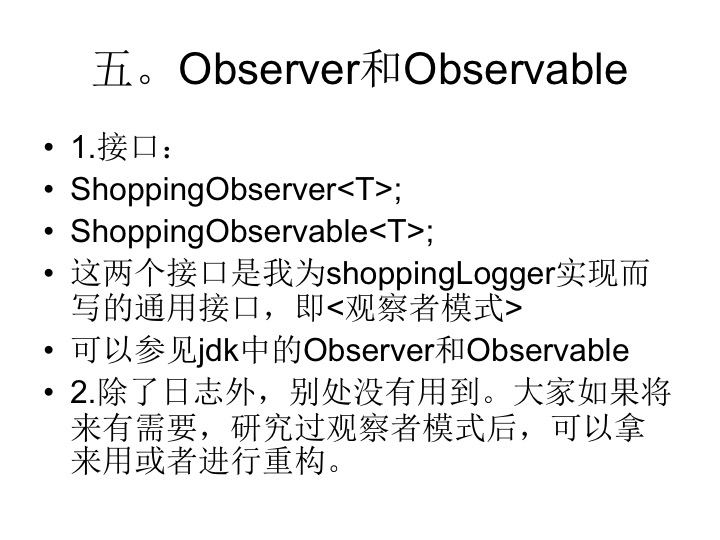 五。Observer和Observable
• 1.接口：
• ShoppingObserver<T>;
• ShoppingObservable<T>;
• 这两个接口是我为shoppingLogger实现而
写的通用接口，即<观察者模式>
• 可以参见jdk中的Observer和Observable
• 2.除了日志外，别处没有用到。大家如果将
来有需要，研究过观察者模式后，可以拿
来用或者进行重构。